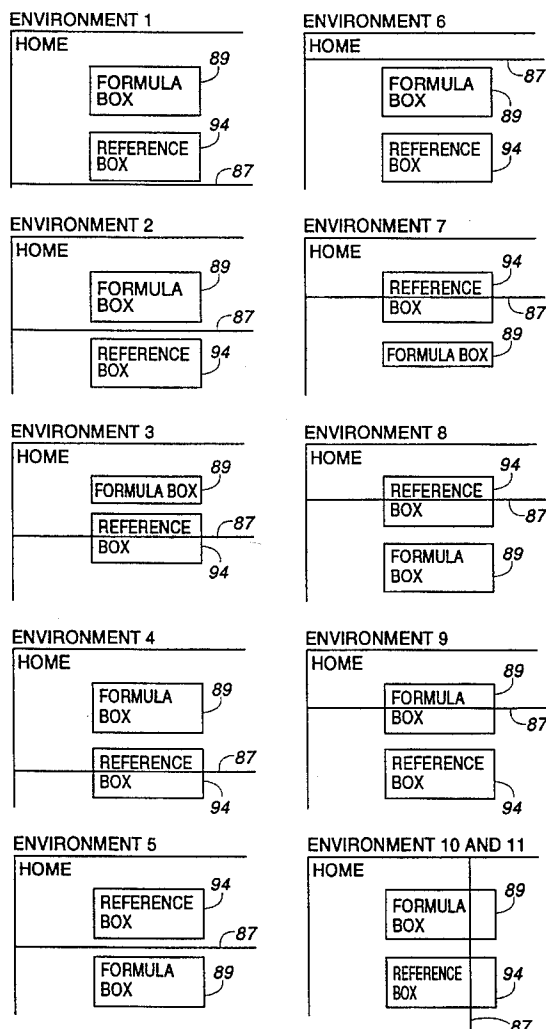 ENVIRONMENT 1
HOME
89
FORMULA
BOX
94
REFERENCE
BOX
87
ENVIRONMENT 2
HOME
89
FORMULA
BOX
87
REFERENCE
BOX
94
ENVIRONMENT 3
HOME
89
FORMULA BOX
REFERENCE
BOX
87
94
ENVIRONMENT 4
HOME
FORMULA
BOX
89
REFERENCE
BOX
87
94
ENVIRONMENT 5
HOME
94
REFERENCE
BOX
87
FORMULA
BOX
89
ENVIRONMENT 6
HOME
87
FORMULA
BOX
89
REFERENCE
BOX
94
ENVIRONMENT 7
HOME
94
REFERENCE
BOX
87
89
FORMULA BOX
ENVIRONMENT 8
HOME
94
REFERENCE
BOX
87
FORMULA
BOX
89
ENVIRONMENT 9
HOME
89
FORMULA
BOX
87
REFERENCE
BOX
94
ENVIRONMENT 10 AND 11
HOME
FORMULA
BOX
89
REFERENCE
BOX
94
87